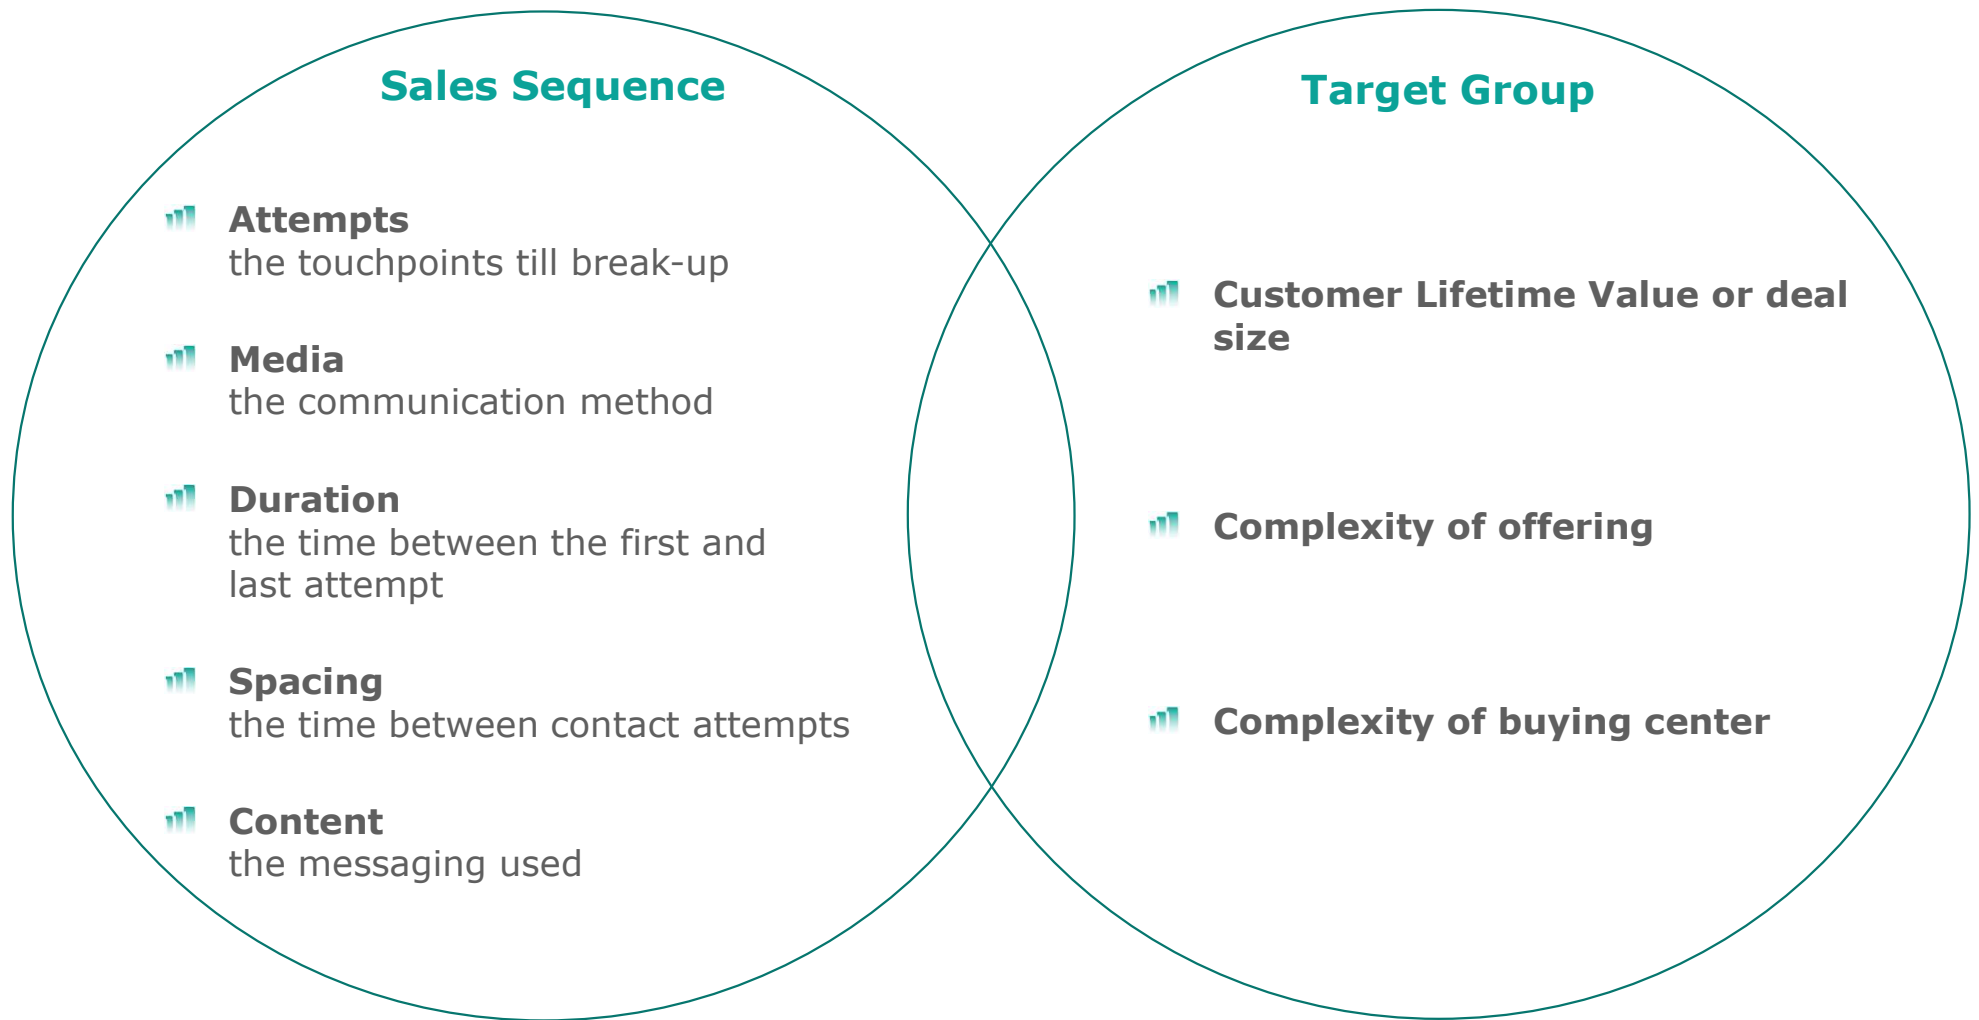 Sales Sequence
Attempts
the touchpoints till break-up
Media
the communication method
Duration
the time between the first and
last attempt
Spacing
the time between contact attempts
Content
the messaging used
Target Group
Customer Lifetime Value or deal
size
Complexity of offering
Complexity of buying center